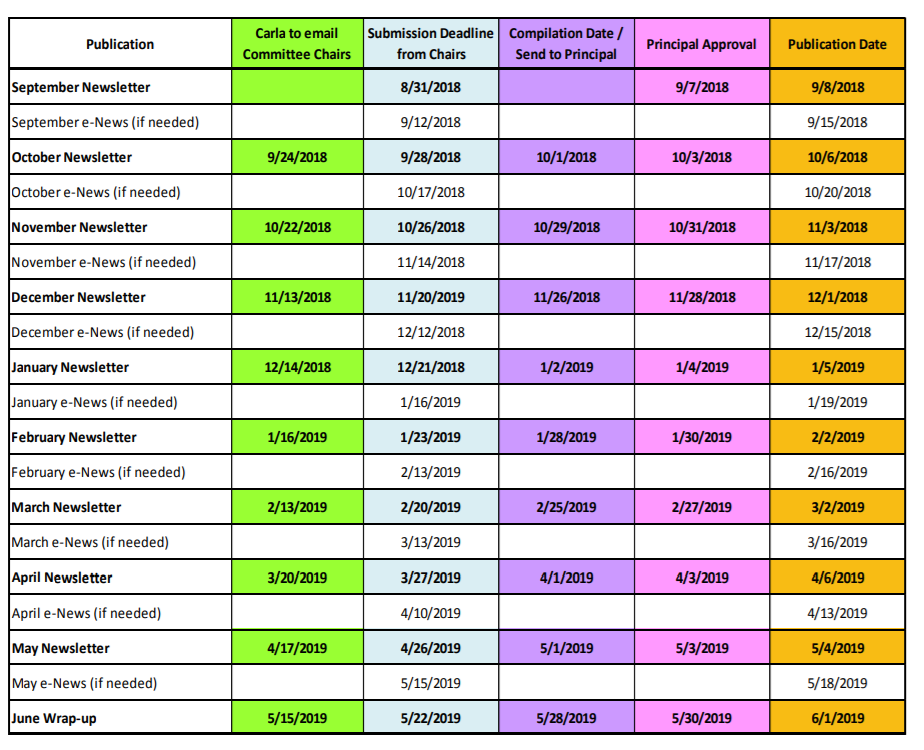 Publication Carla to email Committee Chairs Submission Deadline from Chairs Compilation Date / Send to Principal Principal Approval Publication Date
September Newsletter 8/31/2018 9/7/2018 9/8/2018
September e-News (if needed) 9/12/2018 9/15/2018
October Newsletter 9/24/2018 9/28/2018 10/1/2018 10/3/2018 10/6/2018
October e-News (if needed) 10/17/2018 10/20/2018
November Newsletter 10/22/2018 10/26/2018 10/29/2018 10/31/2018 11/3/2018
November e-News (if needed) 11/14/2018 11/17/2018
December Newsletter 11/13/2018 11/20/2019 11/26/2018 11/28/2018 12/1/2018
December e-News (if needed) 12/12/2018 12/15/2018
January Newsletter 12/14/2018 12/21/2018 1/2/2019 1/4/2019 1/5/2019
January e-News (if needed) 1/16/2019 1/19/2019
February Newsletter 1/16/2019 1/23/2019 1/28/2019 1/30/2019 2/2/2019
February e-News (if needed) 2/13/2019 2/16/2019
March Newsletter 2/13/2019 2/20/2019 2/25/2019 2/27/2019 3/2/2019
March e-News (if needed) 3/13/2019 3/16/2019
April Newsletter 3/20/2019 3/27/2019 4/1/2019 4/3/2019 4/6/2019
April e-News (if needed) 4/10/2019 4/13/2019
May Newsletter 4/17/2019 4/26/2019 5/1/2019 5/3/2019 5/4/2019
May e-News (if needed) 5/15/2019 5/18/2019
June Wrap-up 5/15/2019 5/22/2019 5/28/2019 5/30/2019 6/1/2019